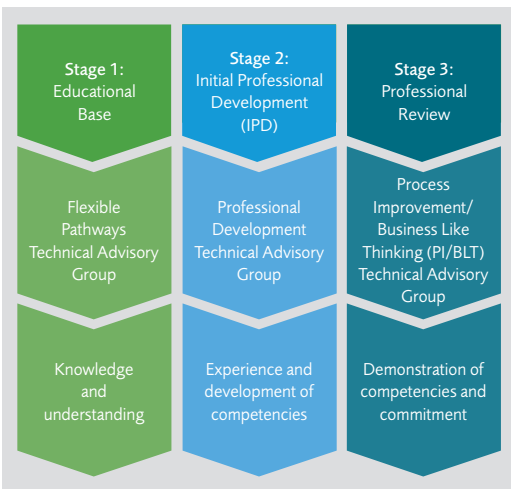 Stage 1:
Educational
Base
Flexible
Pathways
Technical Advisory
Group
Knowledge
and
understanding
Stage 2:
Initial Professional
Development
(IPD)
Professional
Development
Technical Advisory
Group
Experience and
development of
competencies
Stage 3:
Professional
Review
Process
Improvement/
Business Like
Thinking (PI/BLT)
Technical Advisory
Group
Demonstration of
competencies and
commitment